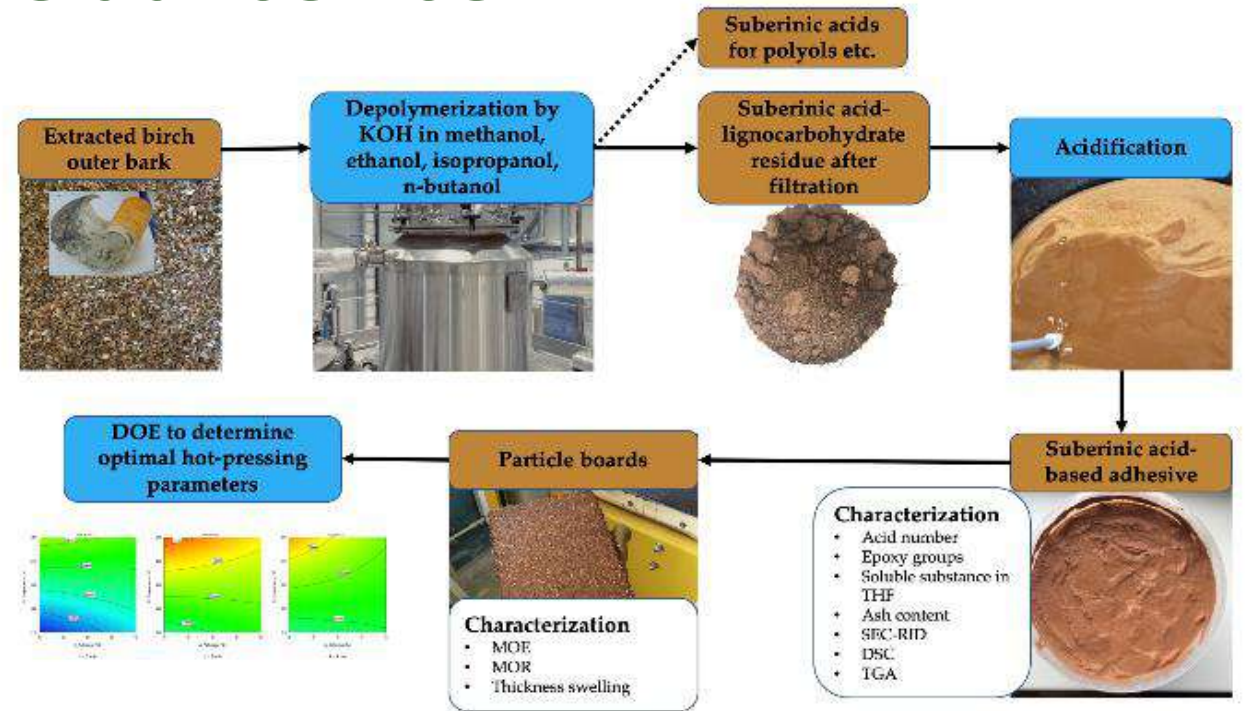 Suberinic acids
for polyols etc.
Extracted birch
outer bark
Depolymerization by
KOH in methanol,
ethanol, isopropanol,
n-butanol
Suberinic acid-
lignocarbohydrate
residue after
filtration
Acidification
DOE to determine
optimal hot-pressing
parameters
Particle boards
Suberinic acid-
based adhesive
Characterization
• MOE
• MOR
• Thickness swelling
Characterization
• Acid number
• Epoxy groups
• Soluble substance in
THF
• Ash content
• SEC-RID
• DSC
• TGA